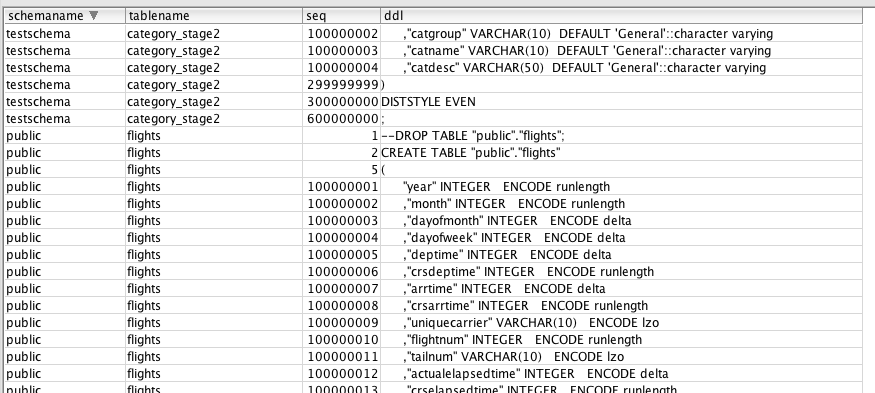 schemaname ▼ tablename seq ddl
testschema category_stage2 100000002 ,"catgroup" VARCHAR(10) DEFAULT 'General'::character varying
testschema category_stage2 100000003 ,"catname" VARCHAR(10) DEFAULT 'General'::character varying
testschema category_stage2 100000004 ,"catdesc" VARCHAR(50) DEFAULT 'General'::character varying
testschema category_stage2 299999999 )
testschema category_stage2 300000000 DISTSTYLE EVEN
testschema category_stage2 600000000 ;
public flights 1 --DROP TABLE "public"."flights";
public flights 2 CREATE TABLE "public"."flights"
public flights 5 (
public flights 100000001 "year" INTEGER ENCODE runlength
public flights 100000002 ,"month" INTEGER ENCODE runlength
public flights 100000003 ,"dayofmonth" INTEGER ENCODE delta
public flights 100000004 ,"dayofweek" INTEGER ENCODE delta
public flights 100000005 ,"deptime" INTEGER ENCODE delta
public flights 100000006 ,"crsdeptime" INTEGER ENCODE runlength
public flights 100000007 ,"arrtime" INTEGER ENCODE delta
public flights 100000008 ,"crsarrtime" INTEGER ENCODE runlength
public flights 100000009 ,"uniquecarrier" VARCHAR(10) ENCODE lzo
public flights 100000010 ,"flightnum" INTEGER ENCODE runlength
public flights 100000011 ,"tailnum" VARCHAR(10) ENCODE lzo
public flights 100000012 ,"actualelapsedtime" INTEGER ENCODE delta
public flights 100000013 ,"crselapsedtime" INTEGER ENCODE runlength